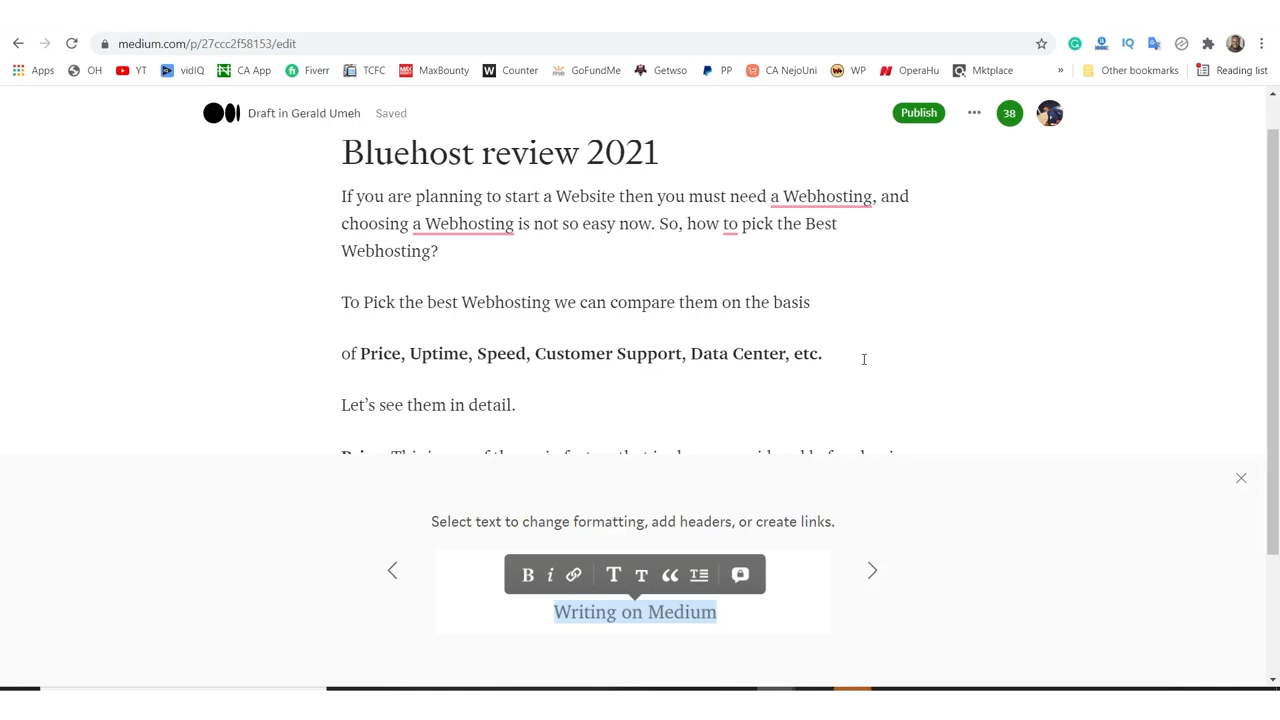 medium.com/p/27ccc2f58153/edit
Apps OH YT vidIQ CA App Fiverr TCFC MaxBounty Counter GoFundMe Getwso PP CA NejoUni WP OperaHu Mktplace » Other bookmarks Reading list
Draft in Gerald Umeh Saved Publish 38
Bluehost review 2021
If you are planning to start a Website then you must need a Webhosting, and
choosing a Webhosting is not so easy now. So, how to pick the Best
Webhosting?
To Pick the best Webhosting we can compare them on the basis
of Price, Uptime, Speed, Customer Support, Data Center, etc.
Let’s see them in detail.
Select text to change formatting, add headers, or create links.
B i T T
Writing on Medium